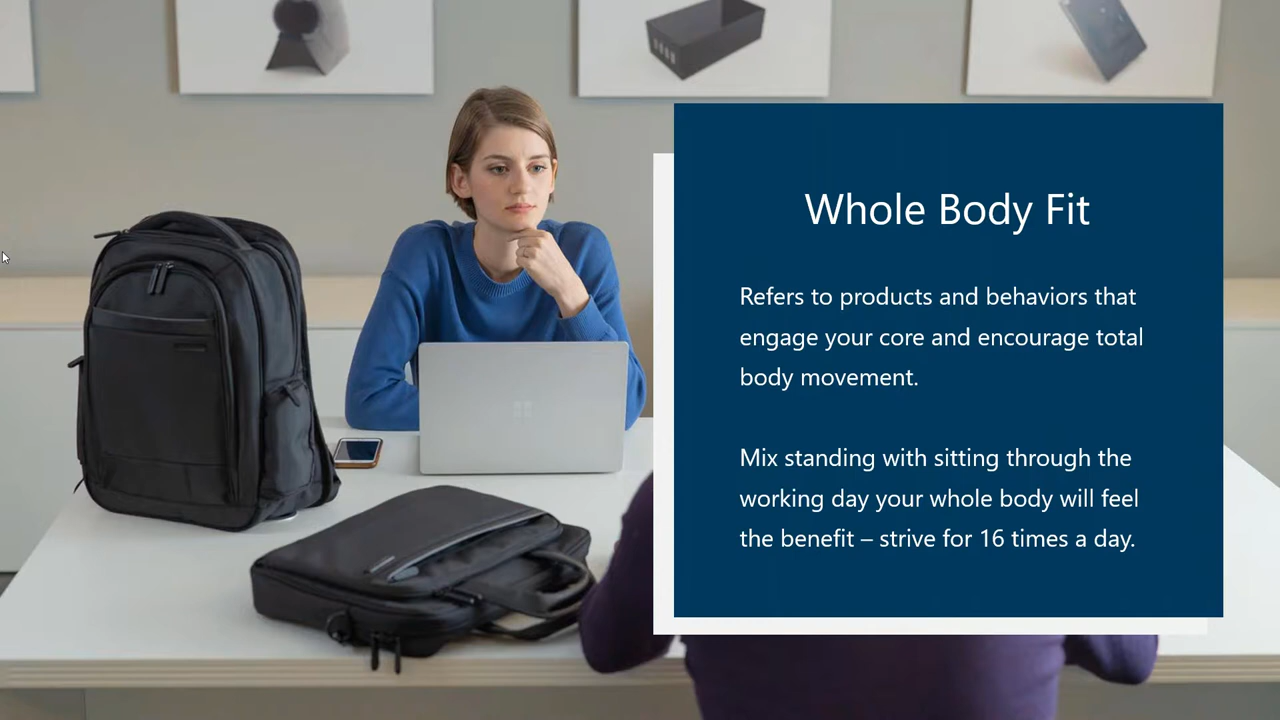 Whole Body Fit
Refers to products and behaviors that
engage your core and encourage total
body movement.
Mix standing with sitting through the
working day your whole body will feel
the benefit – strive for 16 times a day.